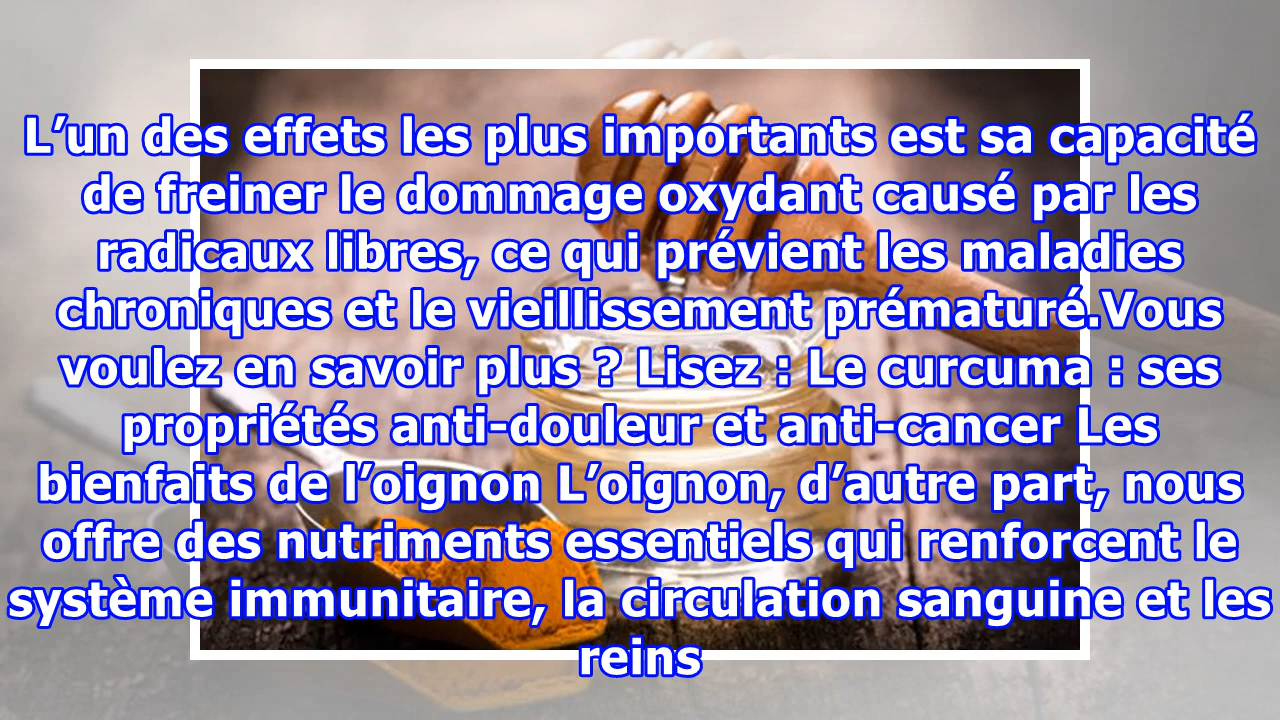 L’un des effets les plus importants est sa capacité
de freiner le dommage oxydant causé par les
radicaux libres, ce qui prévient les maladies
chroniques et le vieillissement prématuré.Vous
voulez en savoir plus ? Lisez : Le curcuma : ses
propriétés anti-douleur et anti-cancer Les
bienfaits de l’oignon L’oignon, d’autre part, nous
offre des nutriments essentiels qui renforcent le
système immunitaire, la circulation sanguine et les
reins